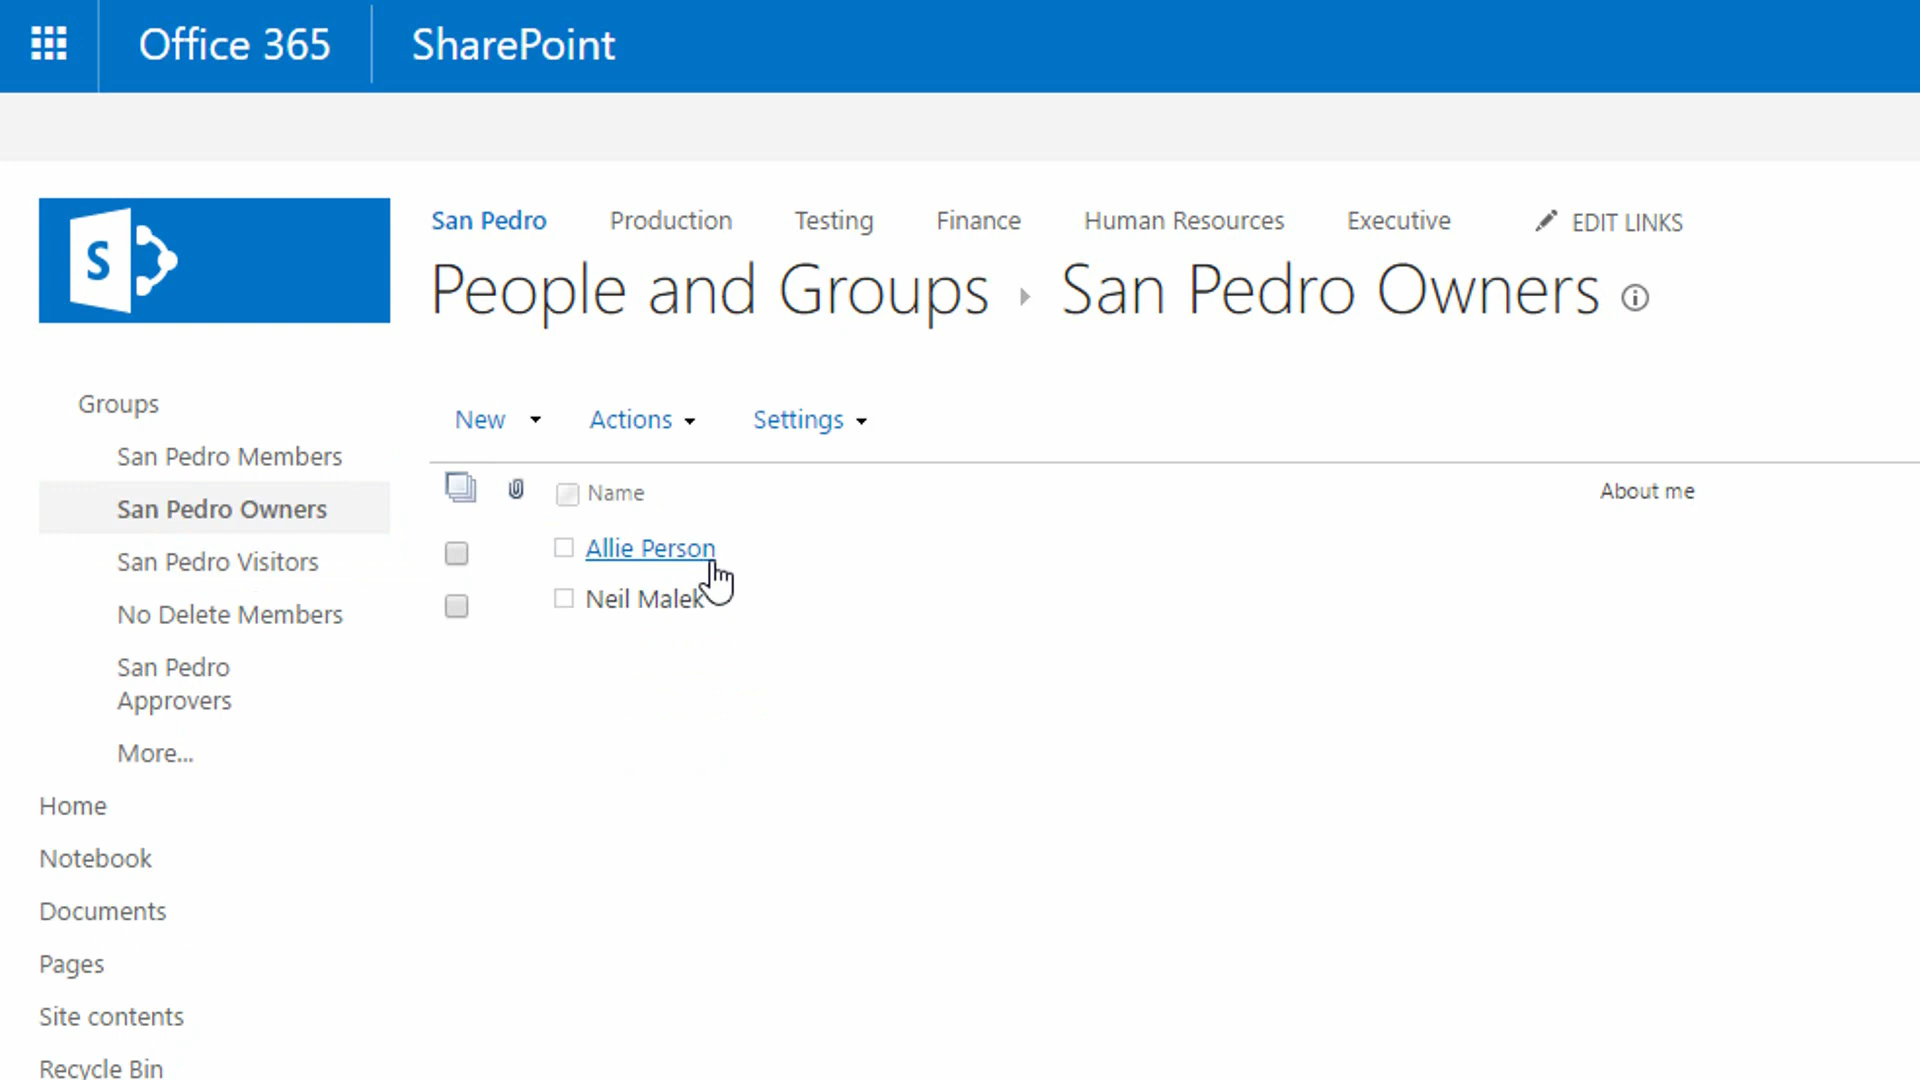 Office 365
SharePoint
S
San Pedro
Production
Testing
Finance
Human Resources
Executive
EDIT LINKS
People and Groups
San Pedro Owners
Groups
San Pedro Members
San Pedro Owners
San Pedro Visitors
No Delete Members
San Pedro
Approvers
More...
Home
Notebook
Documents
Pages
Site contents
Recycle Bin
New
Actions
Settings
Name
About me
Allie Person
Neil Malek